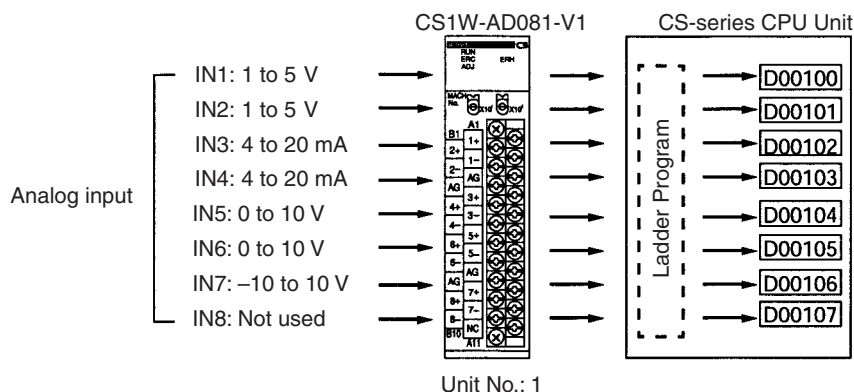 CS1W-AD081-V1
CS-series CPU Unit
CS
RUN
ERC
ADJ
ERH
MACH
No.
X10¹
X10⁰
Analog input
IN1: 1 to 5 V
IN2: 1 to 5 V
IN3: 4 to 20 mA
IN4: 4 to 20 mA
IN5: 0 to 10 V
IN6: 0 to 10 V
IN7: –10 to 10 V
IN8: Not used
B1
2+
2–
AG
4+
4–
6+
6–
AG
8+
8–
B10
A1
1+
1–
AG
3+
3–
5+
5–
AG
7+
7–
NC
A11
Ladder Program
D00100
D00101
D00102
D00103
D00104
D00105
D00106
D00107
Unit No.: 1